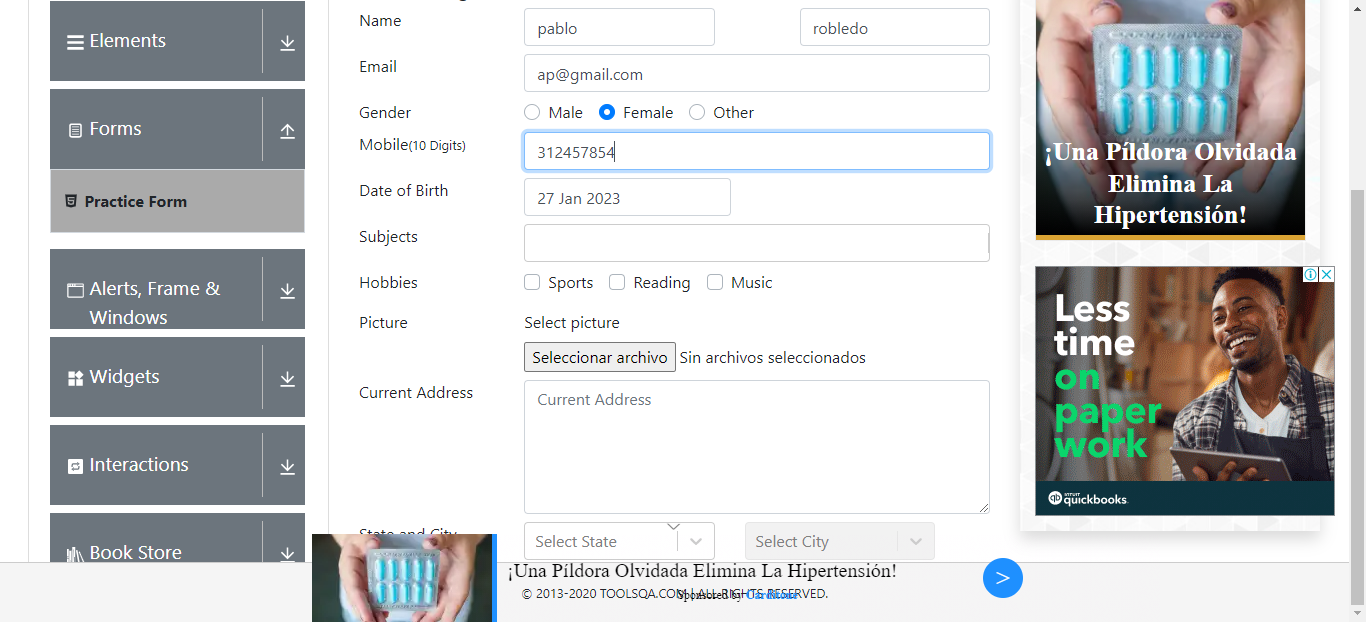 Elements
Forms
Practice Form
Alerts, Frame &
Windows
Widgets
Interactions
Book Store
Name
pablo
robledo
Email
ap@gmail.com
Gender
Male
Female
Other
Mobile(10 Digits)
312457854
Date of Birth
27 Jan 2023
Subjects
Hobbies
Sports
Reading
Music
Picture
Select picture
Seleccionar archivo
Sin archivos seleccionados
Current Address
Current Address
State and City
Select State
Select City
¡Una Píldora Olvidada Elimina La Hipertensión!
© 2013-2020 TOOLSQA.COM | ALL RIGHTS RESERVED.
Sponsored by
>
¡Una Píldora Olvidada
Elimina La
Hipertensión!
Less
time
on
paper
work
qb
INTUIT
quickbooks.